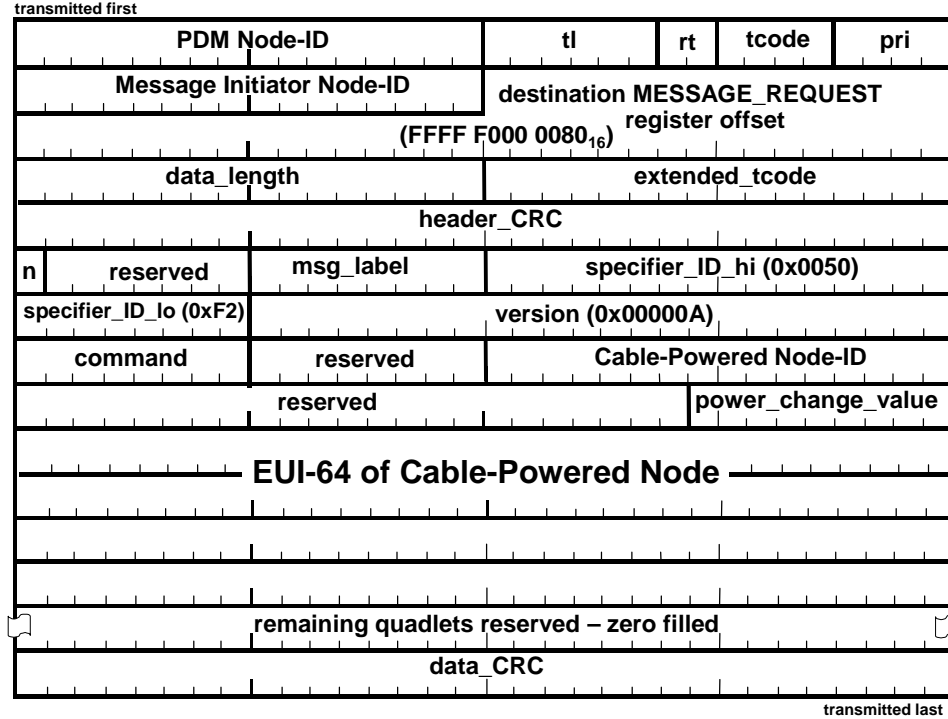 transmitted first
PDM Node-ID tl rt tcode pri
Message Initiator Node-ID destination MESSAGE_REQUEST
register offset
(FFFF F000 0080₁₆)
data_length extended_tcode
header_CRC
n reserved msg_label specifier_ID_hi (0x0050)
specifier_ID_lo (0xF2) version (0x00000A)
command reserved Cable-Powered Node-ID
reserved power_change_value
EUI-64 of Cable-Powered Node
remaining quadlets reserved – zero filled
data_CRC
transmitted last